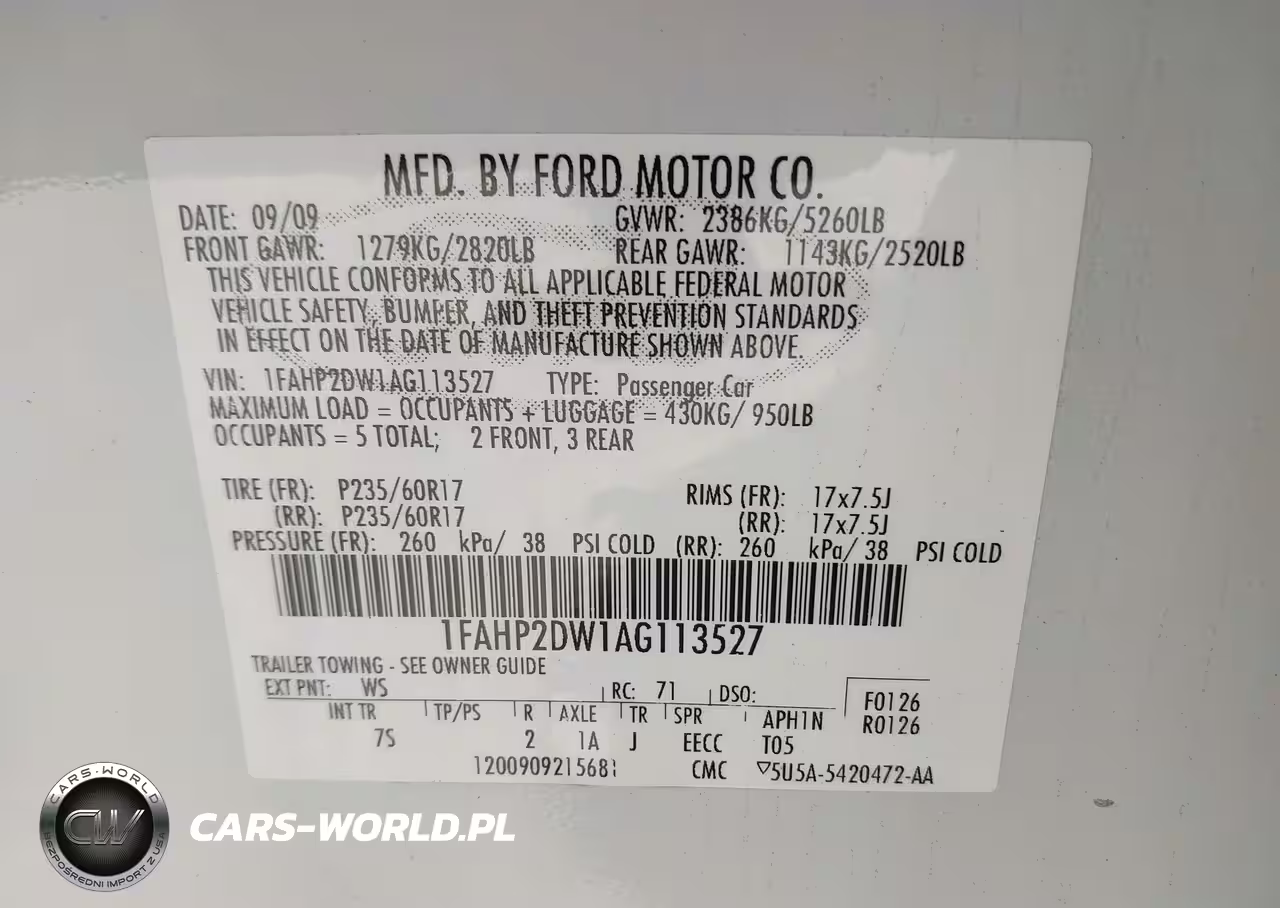 MFD. BY FORD MOTOR CO.
DATE: 09/09 GVWR: 2386KG/5260LB
FRONT GAWR: 1279KG/2820LB REAR GAWR: 1143KG/2520LB
THIS VEHICLE CONFORMS TO ALL APPLICABLE FEDERAL MOTOR
VEHICLE SAFETY, BUMPER, AND THEFT PREVENTION STANDARDS
IN EFFECT ON THE DATE OF MANUFACTURE SHOWN ABOVE.
VIN: 1FAHP2DW1AG113527 TYPE: Passenger Car
MAXIMUM LOAD = OCCUPANTS + LUGGAGE = 430KG/ 950LB
OCCUPANTS = 5 TOTAL; 2 FRONT, 3 REAR
TIRE (FR): P235/60R17 RIMS (FR): 17x7.5J
(RR): P235/60R17 (RR): 17x7.5J
PRESSURE (FR): 260 kPa/ 38 PSI COLD (RR): 260 kPa/ 38 PSI COLD
1FAHP2DW1AG113527
TRAILER TOWING - SEE OWNER GUIDE
EXT PNT: WS RC: 71 DSO: F0126
INT TR TP/PS R AXLE TR SPR APH1N R0126
7S 2 1A J EECC T05
CMC ▽5U5A-5420472-AA
CARS-WORLD
CW
BEZPOŚREDNI IMPORT Z USA
CARS-WORLD.PL